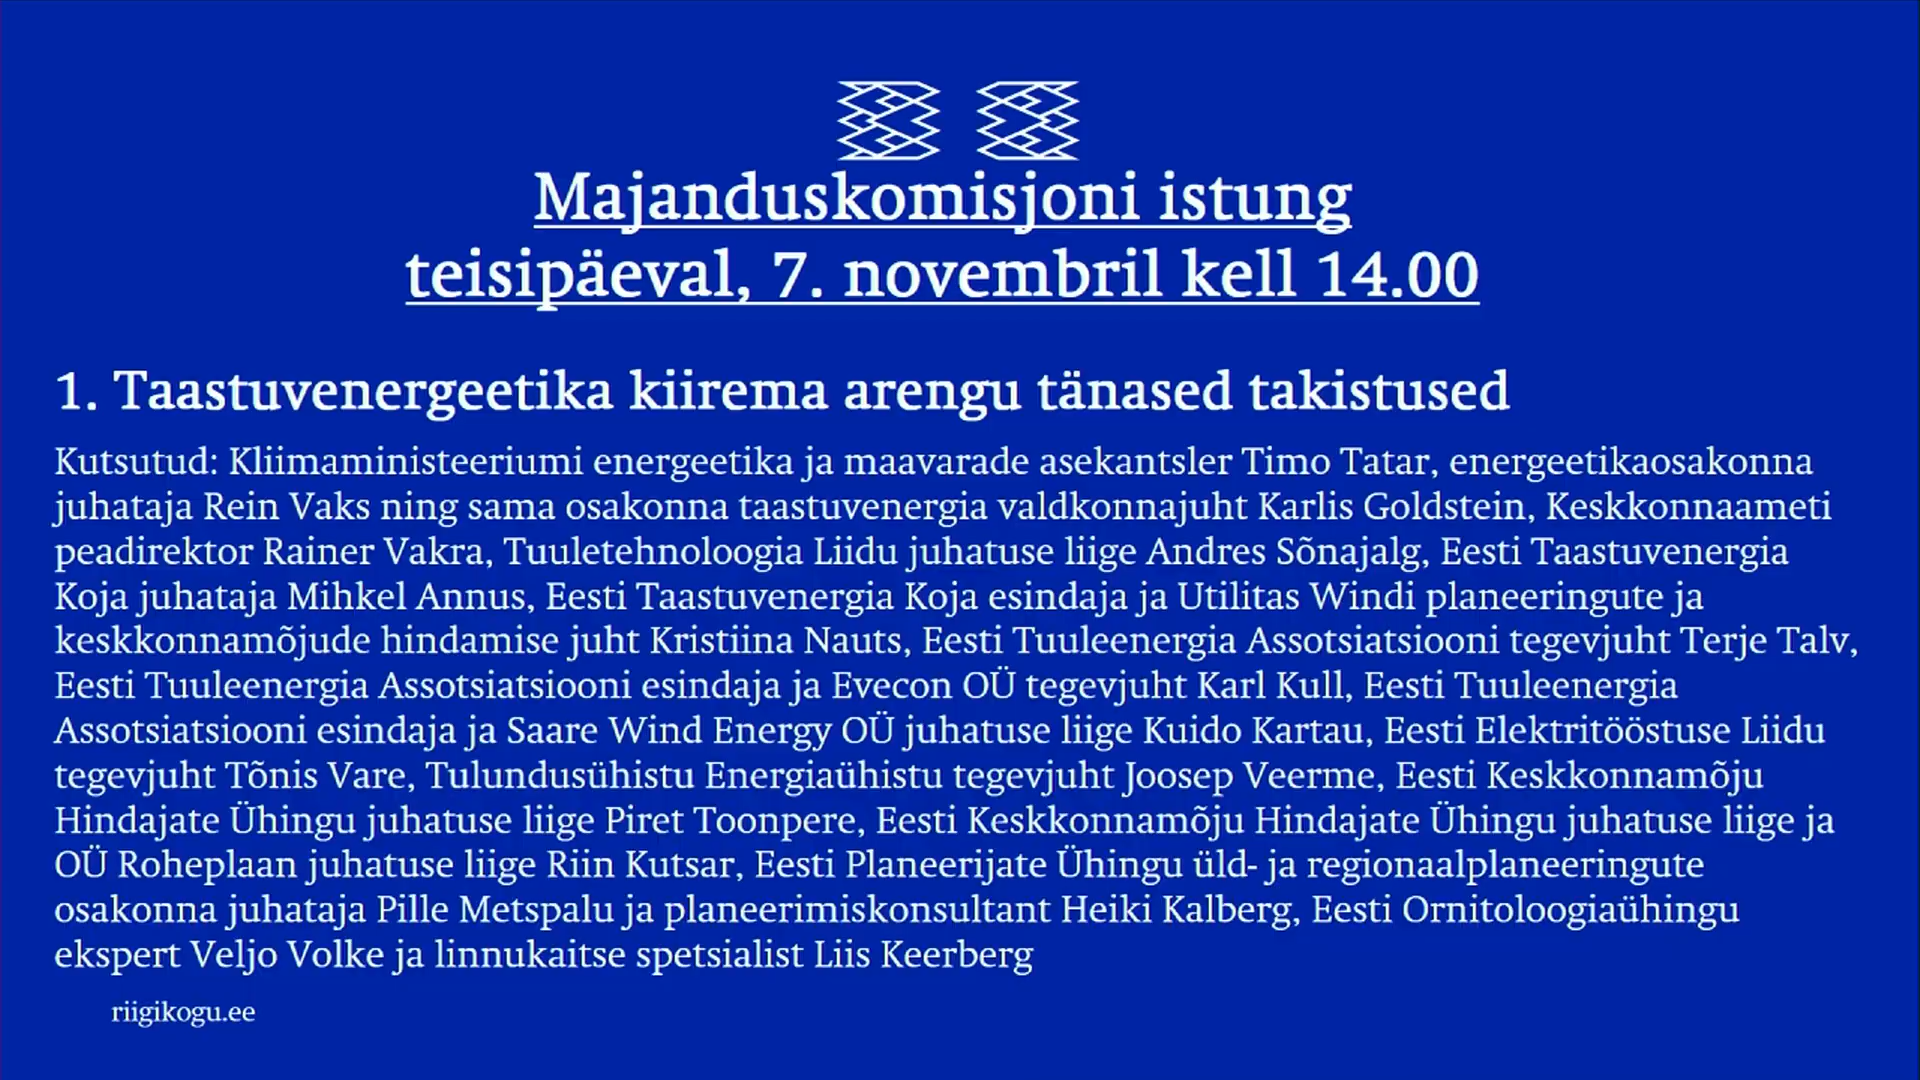 Majanduskomisjoni istung
teisipäeval, 7. novembril kell 14.00
1. Taastuvenergeetika kiirema arengu tänased takistused
Kutsutud: Kliimaministeeriumi energeetika ja maavarade asekantsler Timo Tatar, energeetikaosakonna
juhataja Rein Vaks ning sama osakonna taastuvenergia valdkonnajuht Karlis Goldstein, Keskkonnaameti
peadirektor Rainer Vakra, Tuuletehnoloogia Liidu juhatuse liige Andres Sõnajalg, Eesti Taastuvenergia
Koja juhataja Mihkel Annus, Eesti Taastuvenergia Koja esindaja ja Utilitas Windi planeeringute ja
keskkonnamõjude hindamise juht Kristiina Nauts, Eesti Tuuleenergia Assotsiatsiooni tegevjuht Terje Talv,
Eesti Tuuleenergia Assotsiatsiooni esindaja ja Evecon OÜ tegevjuht Karl Kull, Eesti Tuuleenergia
Assotsiatsiooni esindaja ja Saare Wind Energy OÜ juhatuse liige Kuido Kartau, Eesti Elektritööstuse Liidu
tegevjuht Tõnis Vare, Tulundusühistu Energiaühistu tegevjuht Joosep Veerme, Eesti Keskkonnamõju
Hindajate Ühingu juhatuse liige Piret Toonpere, Eesti Keskkonnamõju Hindajate Ühingu juhatuse liige ja
OÜ Roheplaan juhatuse liige Riin Kutsar, Eesti Planeerijate Ühingu üld- ja regionaalplaneeringute
osakonna juhataja Pille Metspalu ja planeerimiskonsultant Heiki Kalberg, Eesti Ornitoloogiaühingu
ekspert Veljo Volke ja linnukaitse spetsialist Liis Keerberg
riigikogu.ee